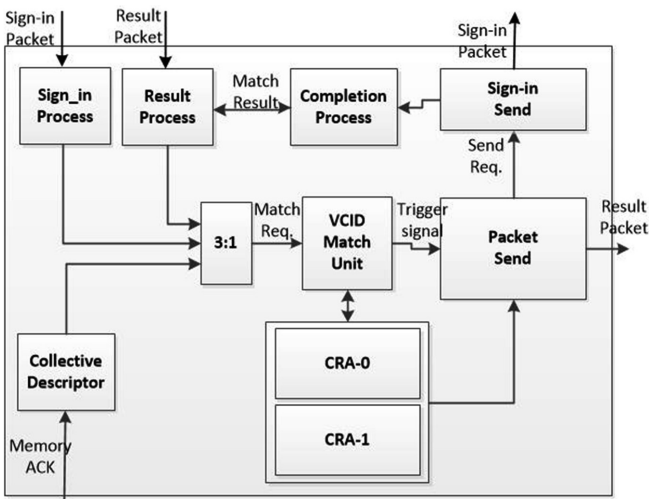 Sign-in
Packet
Result
Packet
Sign-in
Packet
Sign_in
Process
Result
Process
Match
Result
Completion
Process
Sign-in
Send
Send
Req.
3:1
Match
Req.
VCID
Match
Unit
Trigger
signal
Packet
Send
Result
Packet
Collective
Descriptor
CRA-0
CRA-1
Memory
ACK